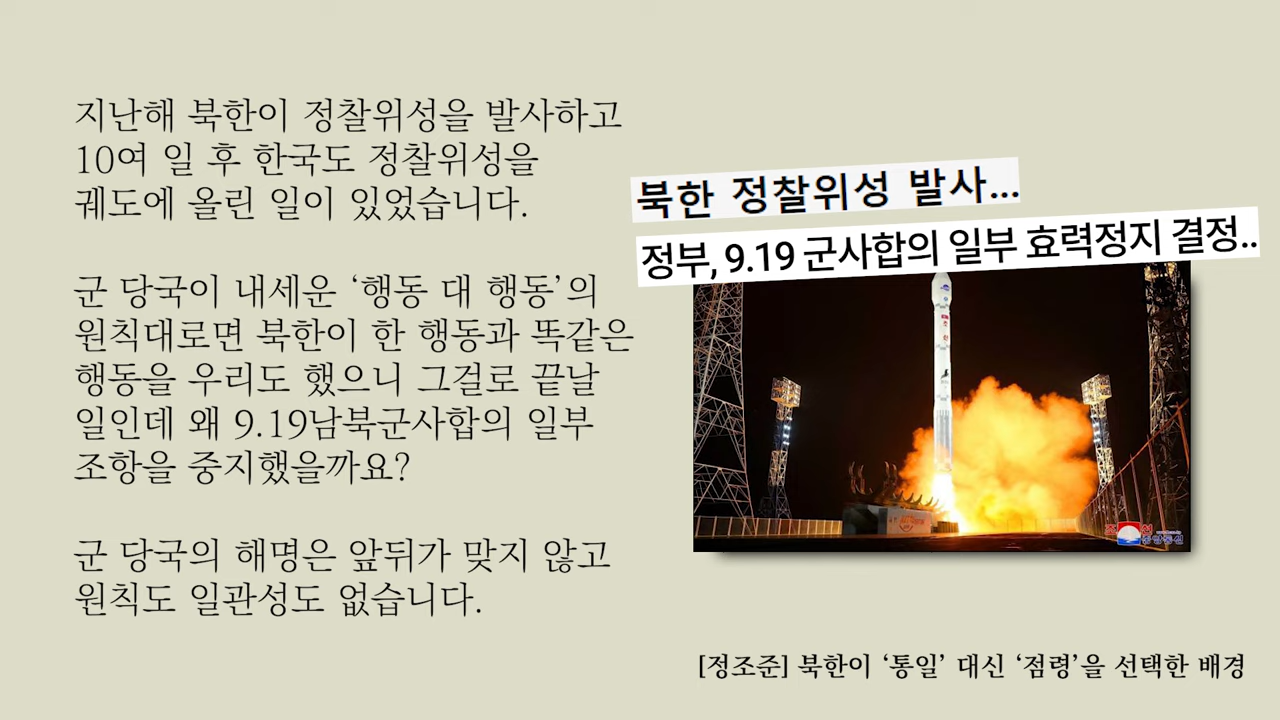 지난해 북한이 정찰위성을 발사하고
10여 일 후 한국도 정찰위성을
궤도에 올린 일이 있었습니다.
군 당국이 내세운 ‘행동 대 행동’의
원칙대로면 북한이 한 행동과 똑같은
행동을 우리도 했으니 그걸로 끝날
일인데 왜 9.19남북군사합의 일부
조항을 중지했을까요?
군 당국의 해명은 앞뒤가 맞지 않고
원칙도 일관성도 없습니다.
북한 정찰위성 발사...
정부, 9.19 군사합의 일부 효력정지 결정..
조선
중앙통신
[정조준] 북한이 ‘통일’ 대신 ‘점령’을 선택한 배경